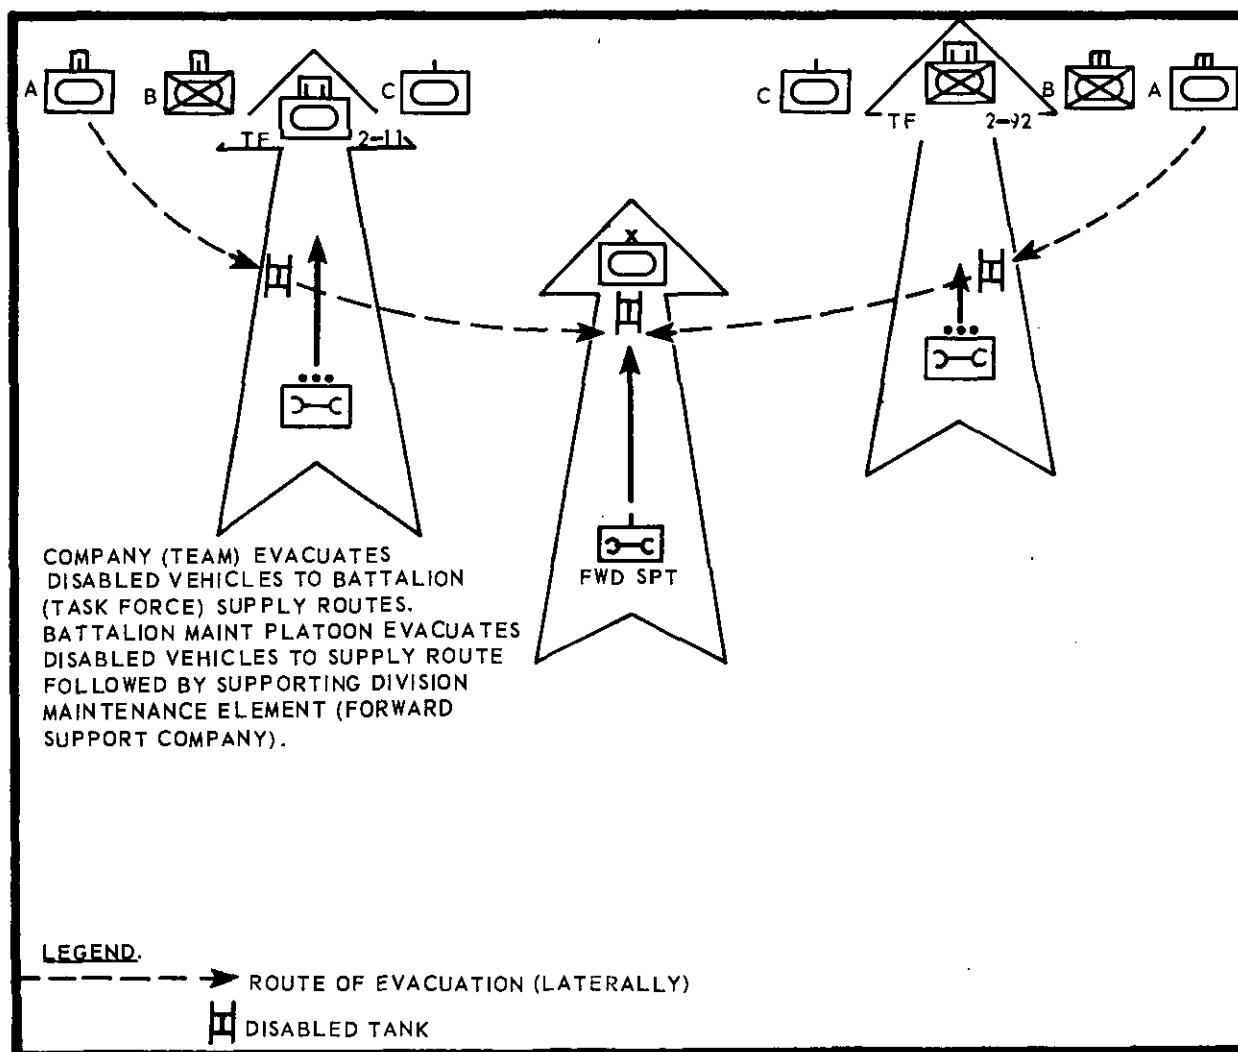 A B C
TF 2-11
C B A
TF 2-92
X
FWD SPT
COMPANY (TEAM) EVACUATES
DISABLED VEHICLES TO BATTALION
(TASK FORCE) SUPPLY ROUTES.
BATTALION MAINT PLATOON EVACUATES
DISABLED VEHICLES TO SUPPLY ROUTE
FOLLOWED BY SUPPORTING DIVISION
MAINTENANCE ELEMENT (FORWARD
SUPPORT COMPANY).
LEGEND.
ROUTE OF EVACUATION (LATERALLY)
DISABLED TANK